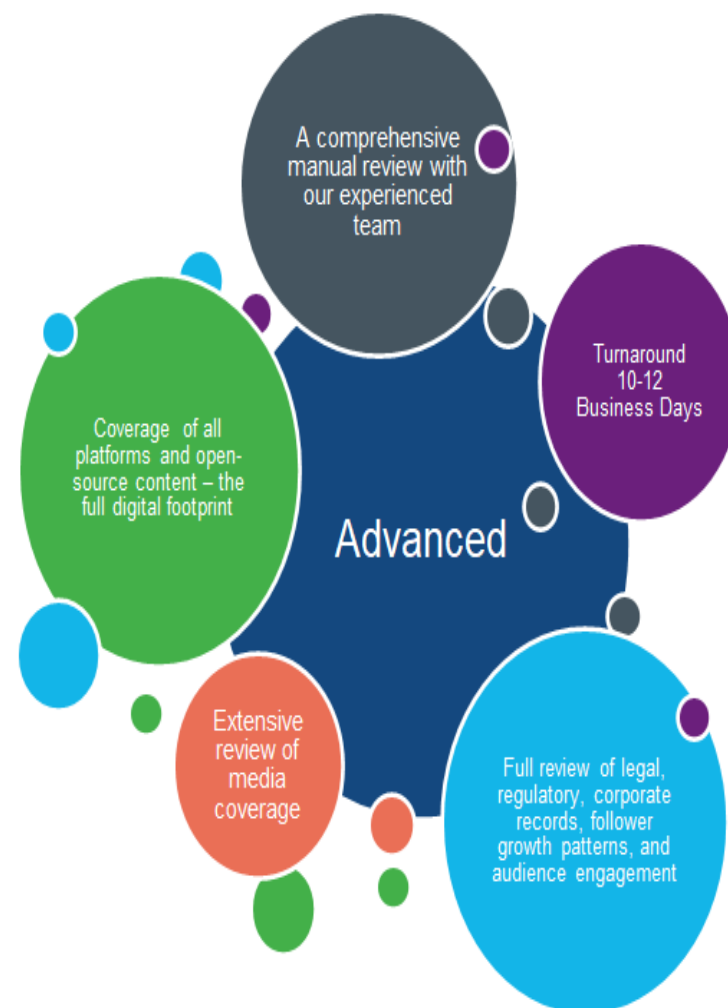 A comprehensive
manual review with
our experienced
team
Turnaround
10-12
Business Days
Coverage of all
platforms and open-
source content – the
full digital footprint
Advanced
Extensive
review of
media
coverage
Full review of legal,
regulatory, corporate
records, follower
growth patterns, and
audience engagement